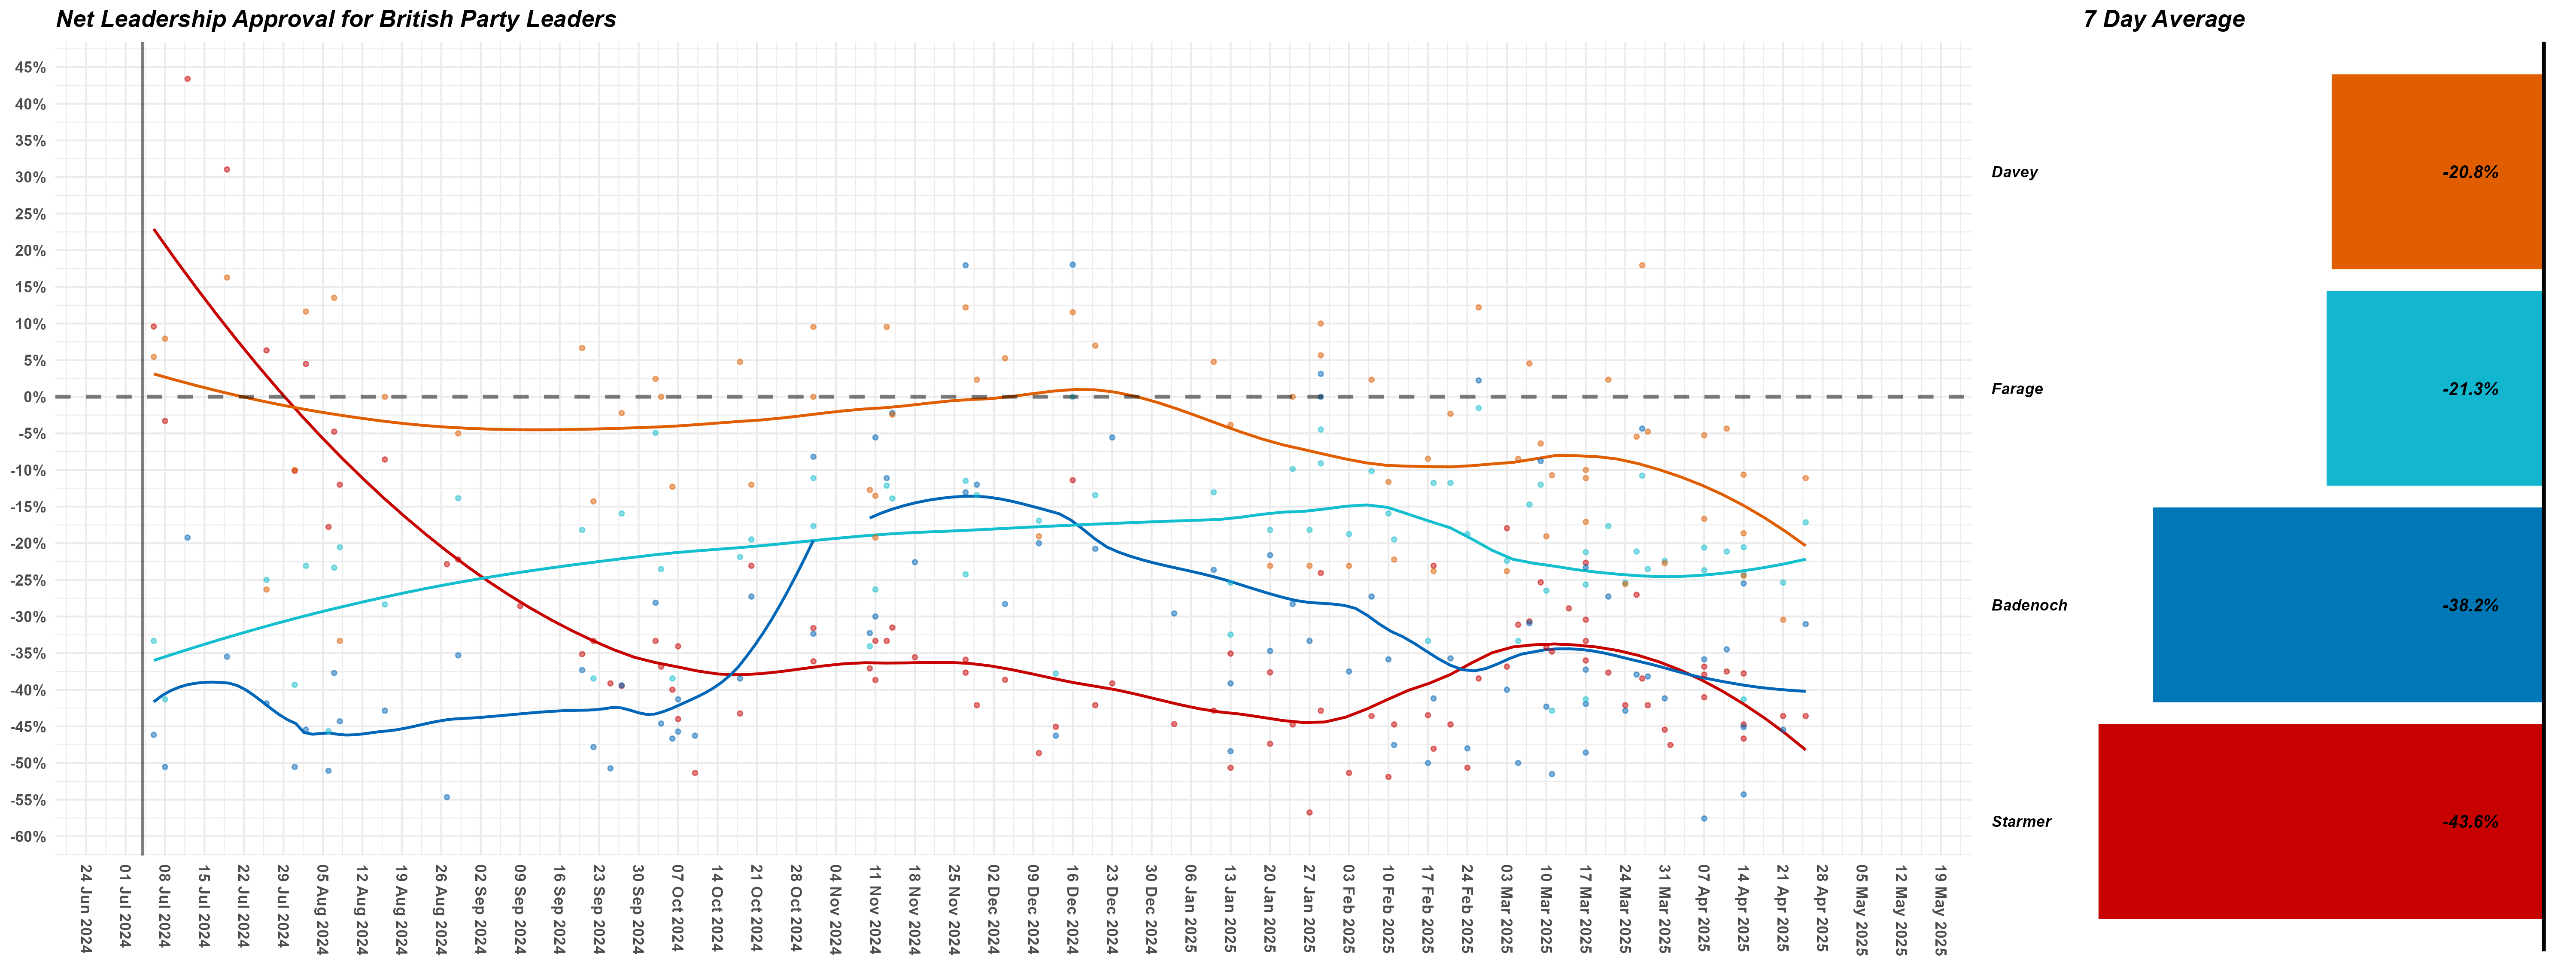 Net Leadership Approval for British Party Leaders
7 Day Average
45%
40%
35%
30%
25%
20%
15%
10%
5%
0%
-5%
-10%
-15%
-20%
-25%
-30%
-35%
-40%
-45%
-50%
-55%
-60%
24 Jun 2024
01 Jul 2024
08 Jul 2024
15 Jul 2024
22 Jul 2024
29 Jul 2024
05 Aug 2024
12 Aug 2024
19 Aug 2024
26 Aug 2024
02 Sep 2024
09 Sep 2024
16 Sep 2024
23 Sep 2024
30 Sep 2024
07 Oct 2024
14 Oct 2024
21 Oct 2024
28 Oct 2024
04 Nov 2024
11 Nov 2024
18 Nov 2024
25 Nov 2024
02 Dec 2024
09 Dec 2024
16 Dec 2024
23 Dec 2024
30 Dec 2024
06 Jan 2025
13 Jan 2025
20 Jan 2025
27 Jan 2025
03 Feb 2025
10 Feb 2025
17 Feb 2025
24 Feb 2025
03 Mar 2025
10 Mar 2025
17 Mar 2025
24 Mar 2025
31 Mar 2025
07 Apr 2025
14 Apr 2025
21 Apr 2025
28 Apr 2025
05 May 2025
12 May 2025
19 May 2025
Davey -20.8%
Farage -21.3%
Badenoch -38.2%
Starmer -43.6%